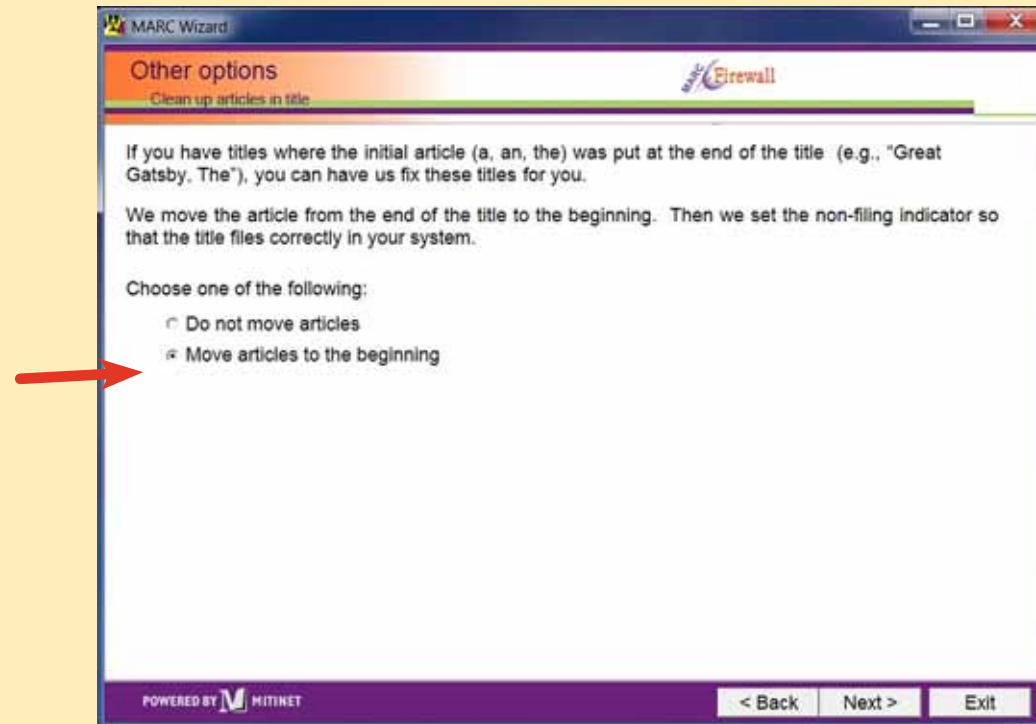 MARC Wizard
Other options
Clean up articles in title
MARC Firewall
If you have titles where the initial article (a, an, the) was put at the end of the title (e.g., "Great
Gatsby, The"), you can have us fix these titles for you.
We move the article from the end of the title to the beginning. Then we set the non-filing indicator so
that the title files correctly in your system.
Choose one of the following:
Do not move articles
Move articles to the beginning
POWERED BY MITINET
< Back
Next >
Exit